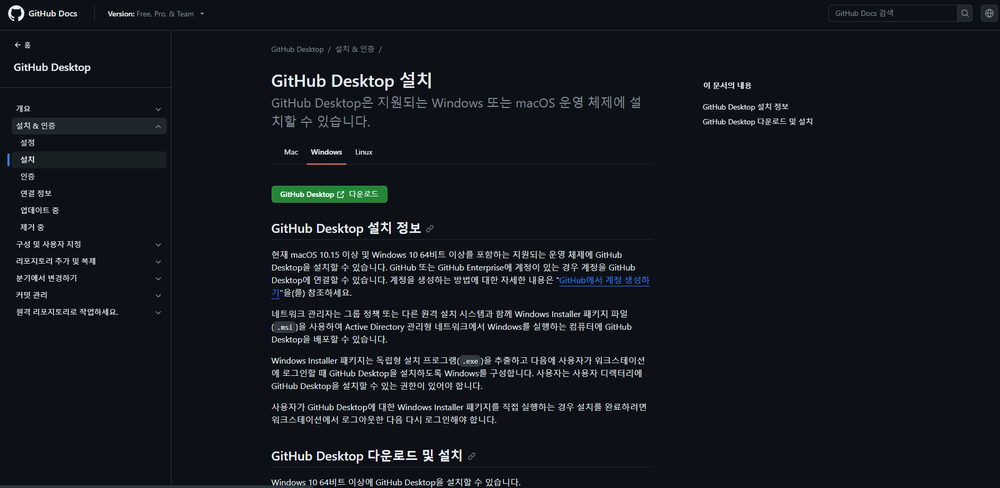 GitHub Docs
Version: Free, Pro, & Team
GitHub Docs 검색
홈
GitHub Desktop
개요
설치 & 인증
설정
설치
인증
연결 정보
업데이트 중
제거 중
구성 및 사용자 지정
리포지토리 추가 및 복제
분기에서 변경하기
커밋 관리
원격 리포지토리로 작업하세요.
GitHub Desktop / 설치 & 인증 /
GitHub Desktop 설치
GitHub Desktop은 지원되는 Windows 또는 macOS 운영 체제에 설
치할 수 있습니다.
Mac Windows Linux
GitHub Desktop 다운로드
GitHub Desktop 설치 정보
현재 macOS 10.15 이상 및 Windows 10 64비트 이상를 포함하는 지원되는 운영 체제에 GitHub
Desktop을 설치할 수 있습니다. GitHub 또는 GitHub Enterprise에 계정이 있는 경우 계정을 GitHub
Desktop에 연결할 수 있습니다. 계정을 생성하는 방법에 대한 자세한 내용은 "GitHub에서 계정 생성하
기"을(를) 참조하세요.
네트워크 관리자는 그룹 정책 또는 다른 원격 설치 시스템과 함께 Windows Installer 패키지 파일
(.msi)을 사용하여 Active Directory 관리형 네트워크에서 Windows를 실행하는 컴퓨터에 GitHub
Desktop을 배포할 수 있습니다.
Windows Installer 패키지는 독립형 설치 프로그램(.exe)을 추출하고 다음에 사용자가 워크스테이션
에 로그인할 때 GitHub Desktop을 설치하도록 Windows를 구성합니다. 사용자는 사용자 디렉터리에
GitHub Desktop을 설치할 수 있는 권한이 있어야 합니다.
사용자가 GitHub Desktop에 대한 Windows Installer 패키지를 직접 실행하는 경우 설치를 완료하려면
워크스테이션에서 로그아웃한 다음 다시 로그인해야 합니다.
GitHub Desktop 다운로드 및 설치
Windows 10 64비트 이상에 GitHub Desktop을 설치할 수 있습니다.
이 문서의 내용
GitHub Desktop 설치 정보
GitHub Desktop 다운로드 및 설치